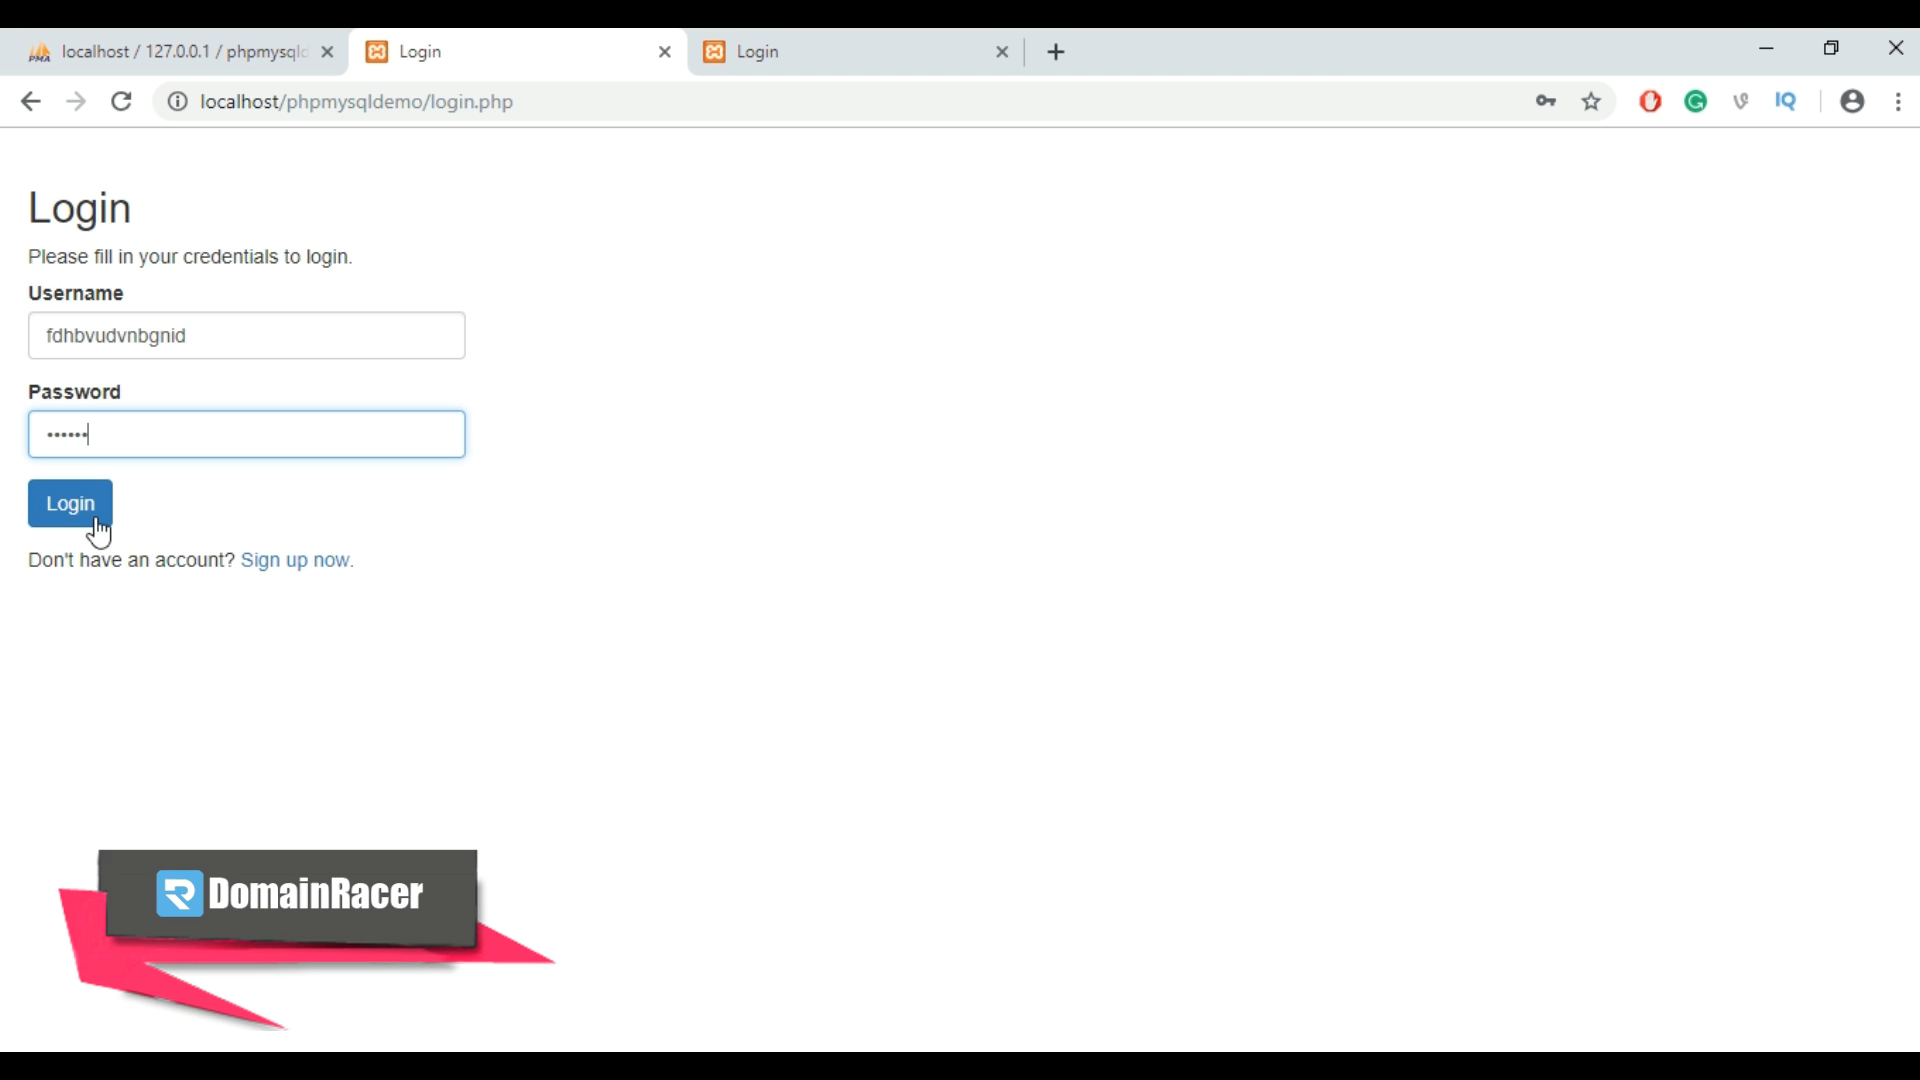 localhost / 127.0.0.1 / phpmysqld
Login
Login
localhost/phpmysqldemo/login.php
IQ
Login
Please fill in your credentials to login.
Username
fdhbvudvnbgnid
Password
••••••
Login
Don't have an account? Sign up now.
DomainRacer